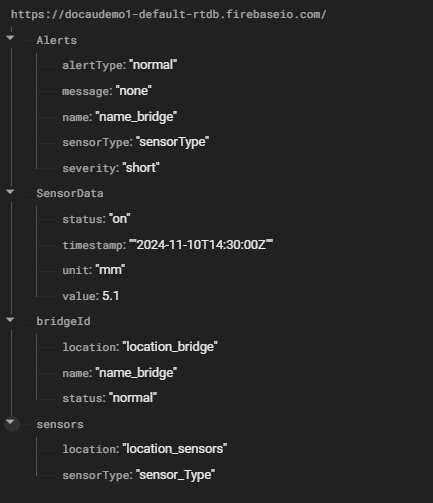 https://docaudemo1-default-rtdb.firebaseio.com/
Alerts
alertType: "normal"
message: "none"
name: "name_bridge"
sensorType: "sensorType"
severity: "short"
SensorData
status: "on"
timestamp: ""2024-11-10T14:30:00Z""
unit: "mm"
value: 5.1
bridgeId
location: "location_bridge"
name: "name_bridge"
status: "normal"
sensors
location: "location_sensors"
sensorType: "sensor_Type"